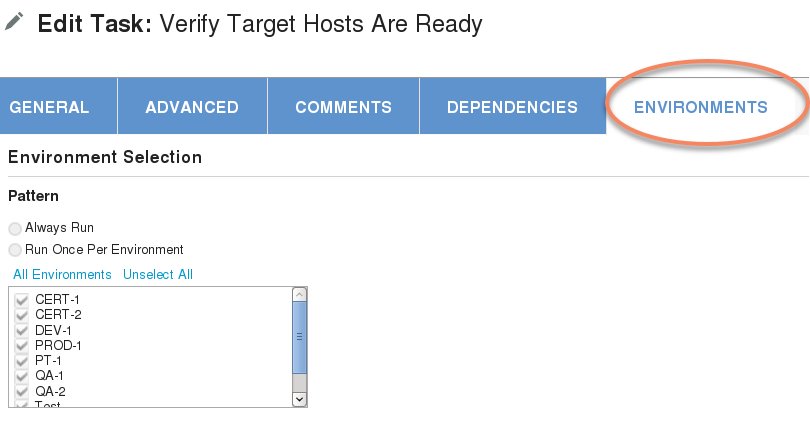 Edit Task: Verify Target Hosts Are Ready
GENERAL ADVANCED COMMENTS DEPENDENCIES ENVIRONMENTS
Environment Selection
Pattern
Always Run
Run Once Per Environment
All Environments Unselect All
CERT-1
CERT-2
DEV-1
PROD-1
PT-1
QA-1
QA-2
Test